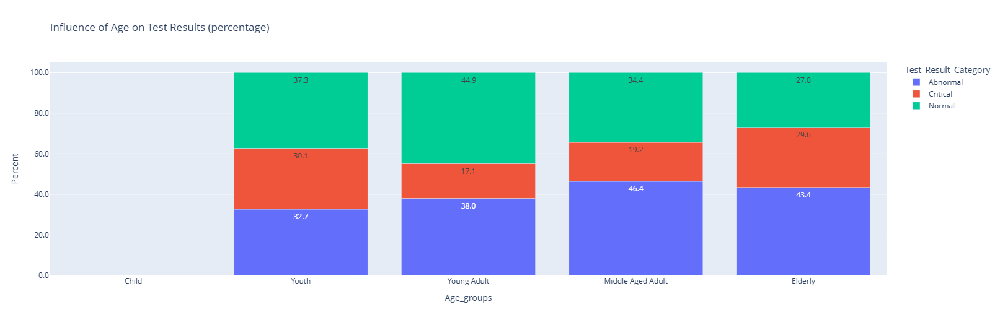 Influence of Age on Test Results (percentage)
Test_Result_Category
Abnormal
Critical
Normal
Percent
100.0
80.0
60.0
40.0
20.0
0.0
37.3
30.1
32.7
44.9
17.1
38.0
34.4
19.2
46.4
27.0
29.6
43.4
Child
Youth
Young Adult
Middle Aged Adult
Elderly
Age_groups